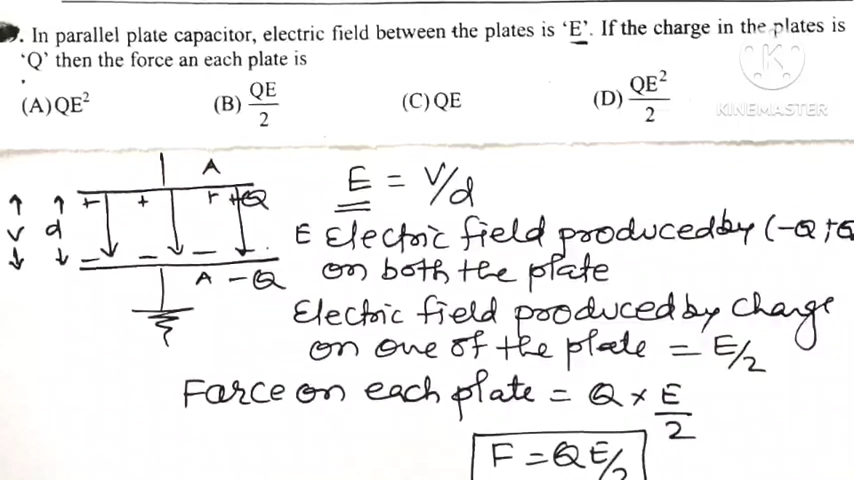 . In parallel plate capacitor, electric field between the plates is ‘E’. If the charge in the plates is
‘Q’ then the force an each plate is
(A) QE² (B) QE/2 (C) QE (D) QE²/2
KINEMASTER
A
+ + + +Q
V d
A -Q
E = V/d
E Electric field produced by (-Q +Q
on both the plate
Electric field produced by Charge
on one of the plate = E/2
Farce on each plate = Q × E/2
F = QE/2